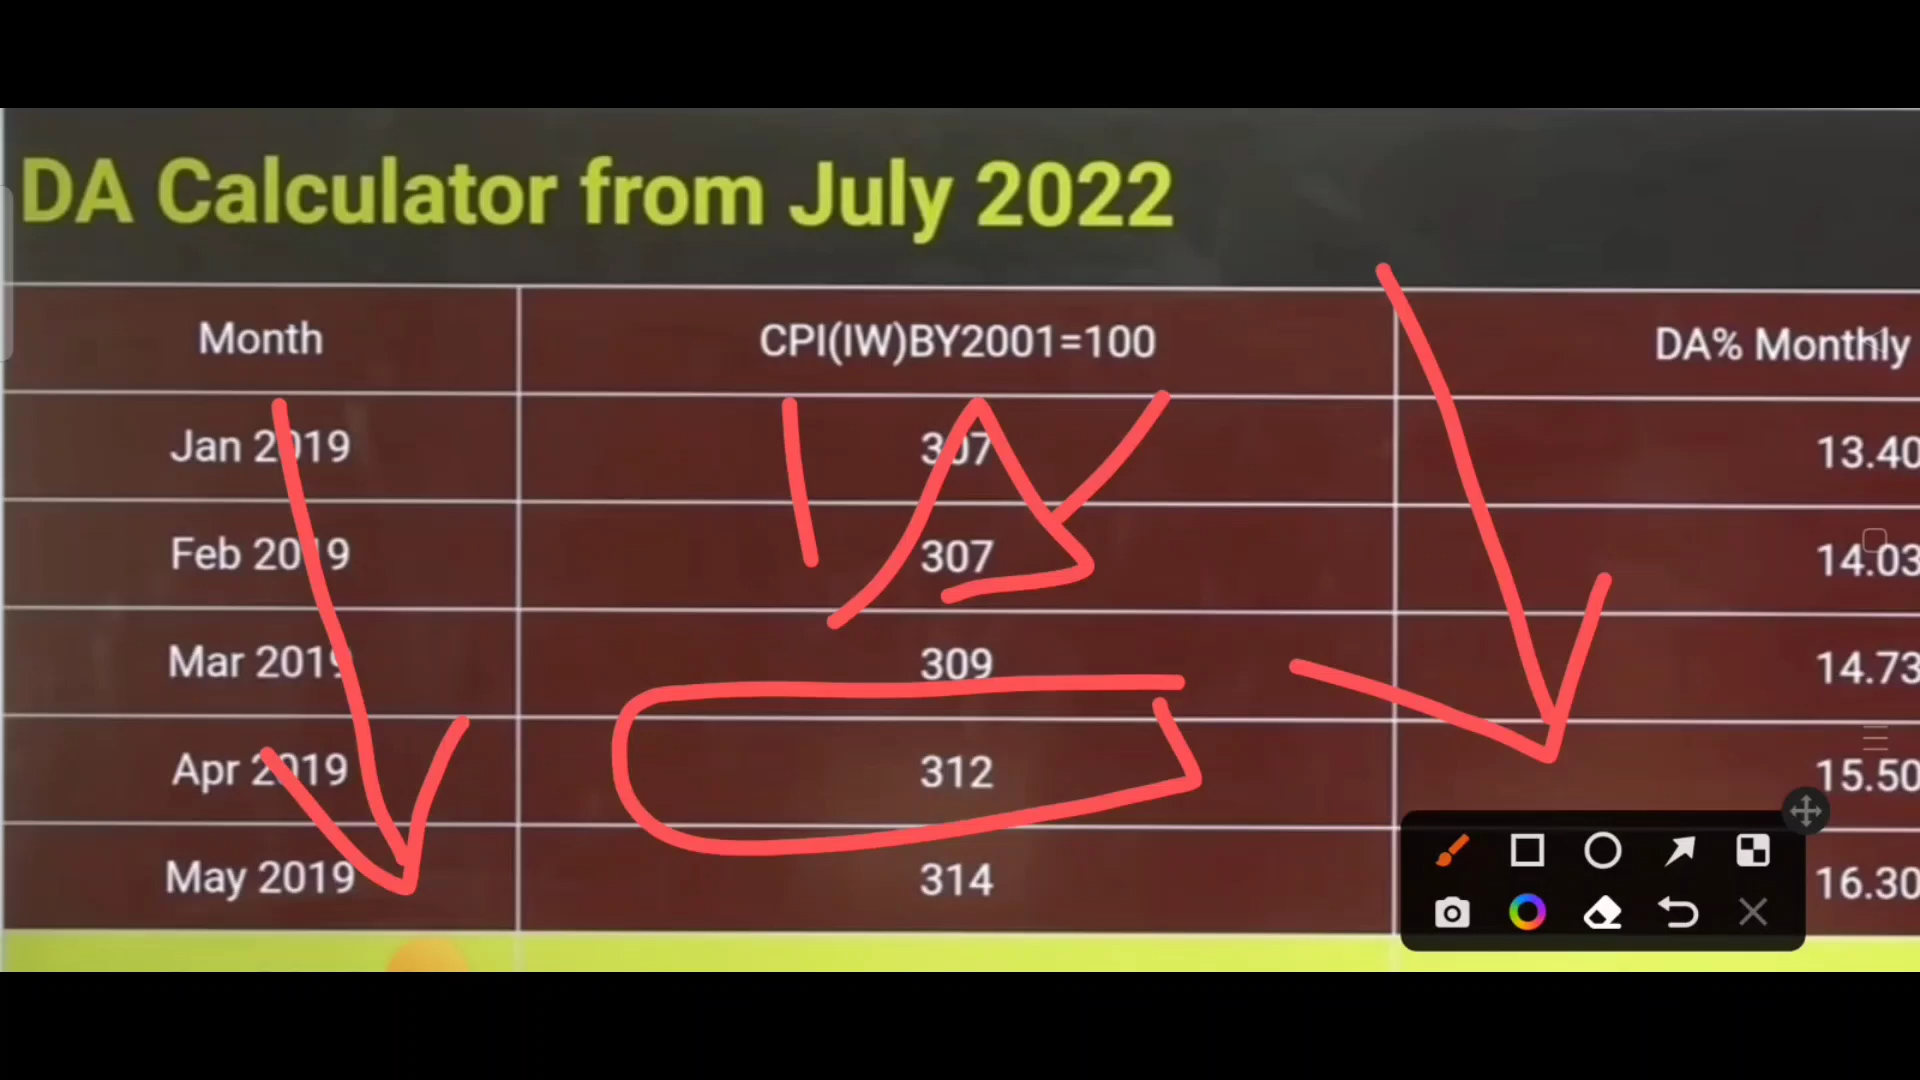 DA Calculator from July 2022
Month CPI(IW)BY2001=100 DA% Monthly
Jan 2019 307 13.40
Feb 2019 307 14.03
Mar 2019 309 14.73
Apr 2019 312 15.50
May 2019 314 16.30